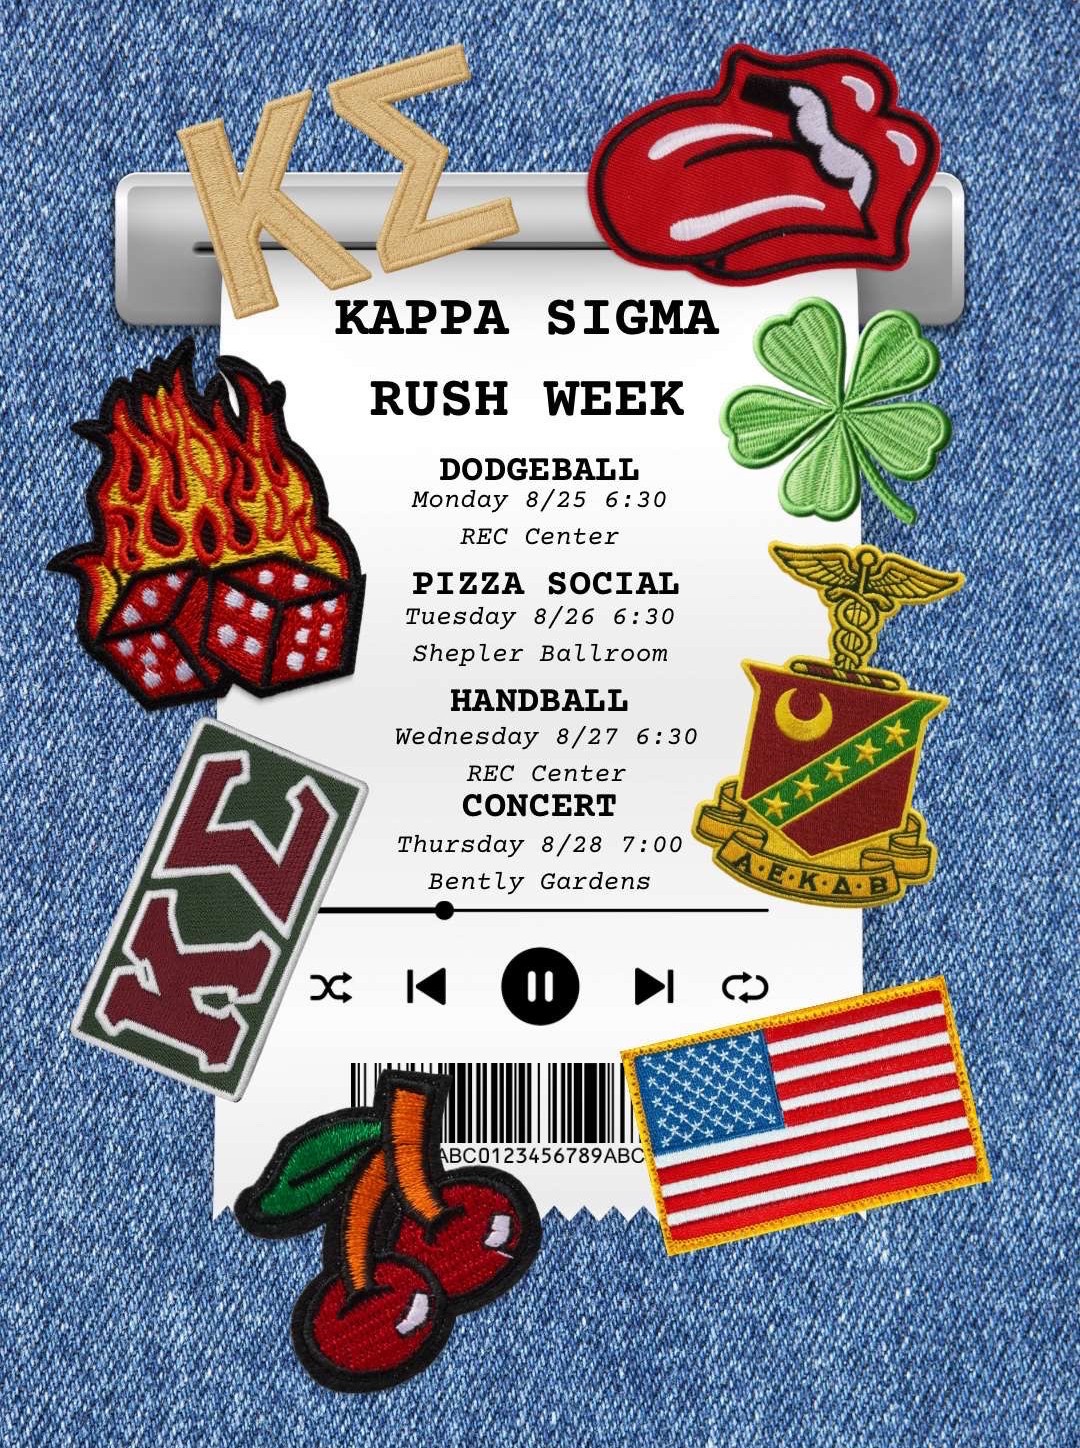 ΚΣ
KAPPA SIGMA
RUSH WEEK
DODGEBALL
Monday 8/25 6:30
REC Center
PIZZA SOCIAL
Tuesday 8/26 6:30
Shepler Ballroom
HANDBALL
Wednesday 8/27 6:30
REC Center
CONCERT
Thursday 8/28 7:00
Bently Gardens
Α·Ε·Κ·Δ·Β
ΚΣ
ABC0123456789ABC